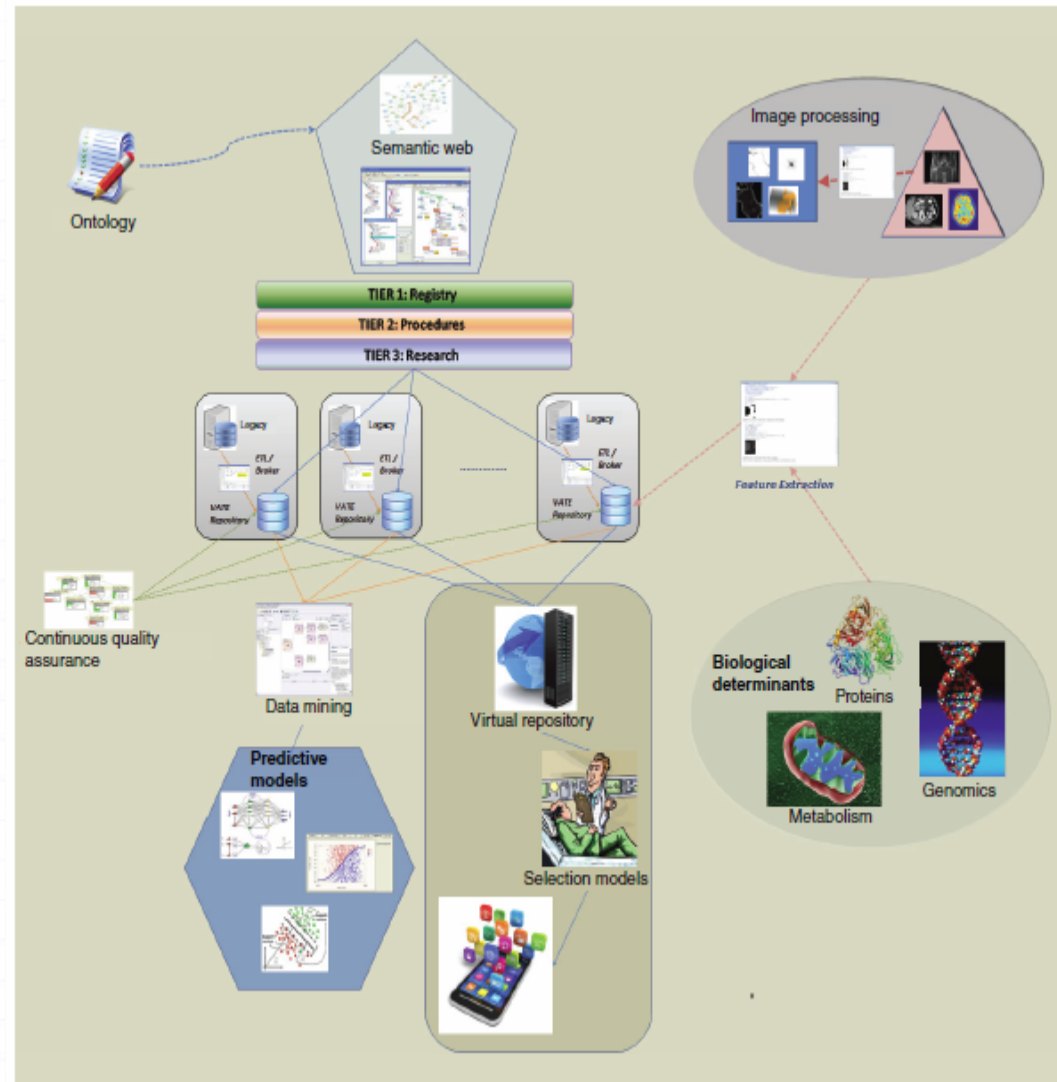 Image processing
Semantic web
Ontology
TIER 1: Registry
TIER 2: Procedures
TIER 3: Research
Legacy
ETL /
Broker
VATE
Repository
Legacy
ETL /
Broker
VATE
Repository
..............
Legacy
ETL /
Broker
VATE
Repository
Feature Extraction
Continuous quality
assurance
Data mining
Virtual repository
Biological
determinants
Proteins
Genomics
Metabolism
Predictive
models
Selection models